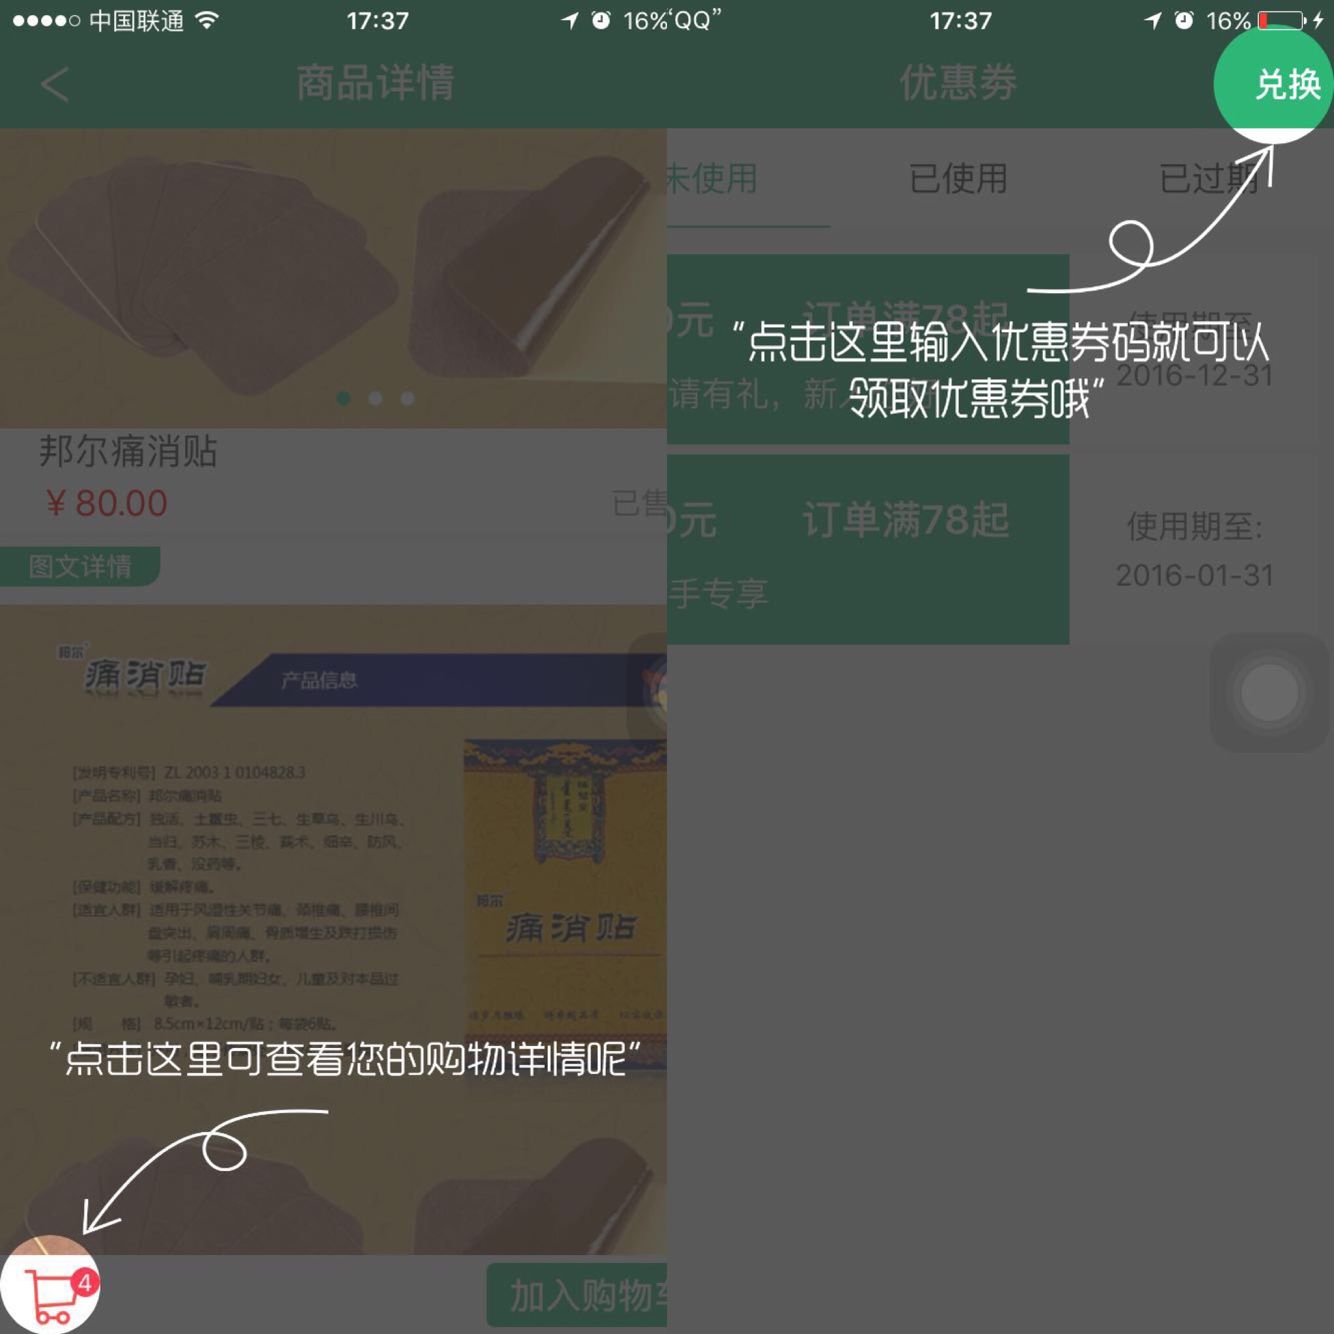 中国联通 17:37 16%
商品详情
邦尔痛消贴
¥ 80.00 已售
图文详情
邦尔 痛消贴 产品信息
[发明专利号] ZL 2003 1 0104828.3
[产品名称] 邦尔痛消贴
[产品配方] 独活、土鳖虫、三七、生草乌、生川乌、
当归、苏木、三棱、莪术、细辛、防风、
乳香、没药等。
[保健功能] 缓解疼痛。
[适宜人群] 适用于风湿性关节痛、颈椎痛、腰椎间
盘突出、肩周痛、骨质增生及跌打损伤
等引起疼痛的人群。
[不适宜人群] 孕妇、哺乳期妇女、儿童及对本品过
敏者。
[规 格] 8.5cm×12cm/贴；每袋6贴。
邦尔
痛消贴
“点击这里可查看您的购物详情呢”
4
加入购物车
“QQ” 17:37 16%
优惠券
兑换
未使用 已使用 已过期
0元 订单满78起 使用期至:
“点击这里输入优惠券码就可以
领取优惠券哦”
请有礼，新 2016-12-31
0元 订单满78起 使用期至:
手专享 2016-01-31